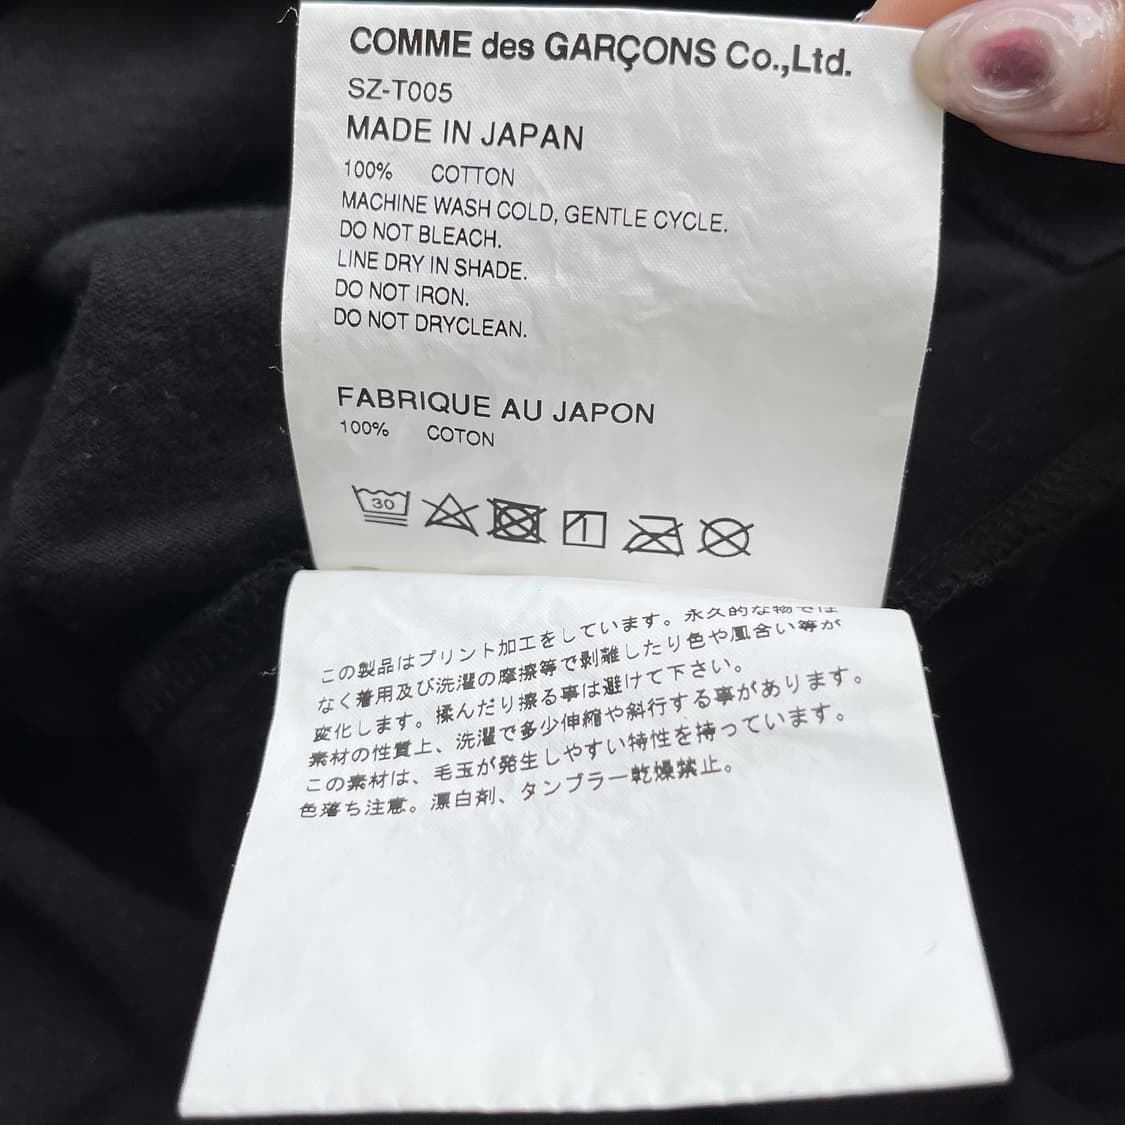 COMME des GARÇONS Co.,Ltd.
SZ-T005
MADE IN JAPAN
100% COTTON
MACHINE WASH COLD, GENTLE CYCLE.
DO NOT BLEACH.
LINE DRY IN SHADE.
DO NOT IRON.
DO NOT DRYCLEAN.
FABRIQUE AU JAPON
100% COTON
30
この製品はプリント加工をしています。永久的な物では
なく着用及び洗濯の摩擦等で剥離したり色や風合い等が
変化します。揉んだり擦る事は避けて下さい。
素材の性質上、洗濯で多少伸縮や斜行する事があります。
この素材は、毛玉が発生しやすい特性を持っています。
色落ち注意。漂白剤、タンブラー乾燥禁止。